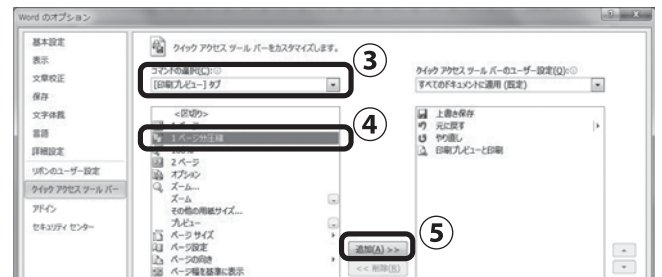 Word のオプション
基本設定
表示
文章校正
保存
文字体裁
言語
詳細設定
リボンのユーザー設定
クイック アクセス ツール バー
アドイン
セキュリティ センター
クイック アクセス ツール バーをカスタマイズします。
③
コマンドの選択(C):
[印刷プレビュー] タブ
④
<区切り>
1 ページ
1 ページ分圧縮
100%
2 ページ
オプション
ズーム...
ズーム
その他の用紙サイズ...
プレビュー
ページ サイズ
ページ設定
ページの向き
ページ幅を基準に表示
⑤
追加(A) >>
<< 削除(R)
クイック アクセス ツール バーのユーザー設定(Q):
すべてのドキュメントに適用 (既定)
上書き保存
元に戻す
やり直し
印刷プレビューと印刷